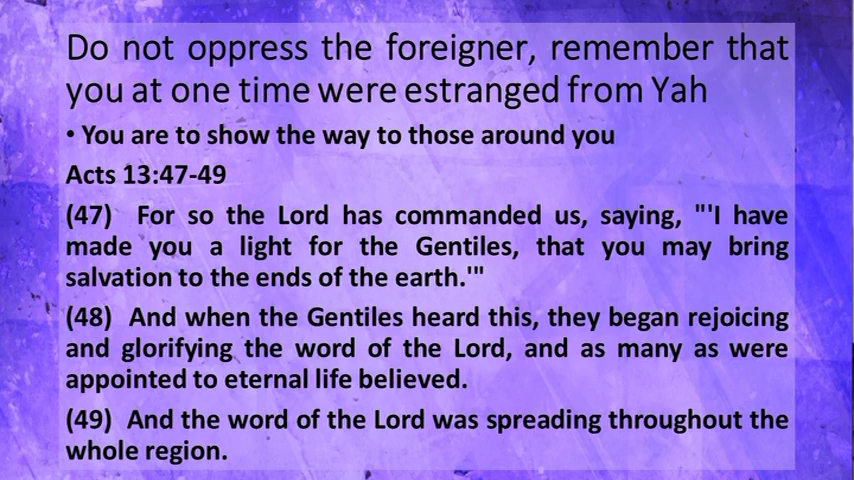 Do not oppress the foreigner, remember that
you at one time were estranged from Yah
• You are to show the way to those around you
Acts 13:47-49
(47) For so the Lord has commanded us, saying, "'I have
made you a light for the Gentiles, that you may bring
salvation to the ends of the earth.'"
(48) And when the Gentiles heard this, they began rejoicing
and glorifying the word of the Lord, and as many as were
appointed to eternal life believed.
(49) And the word of the Lord was spreading throughout the
whole region.